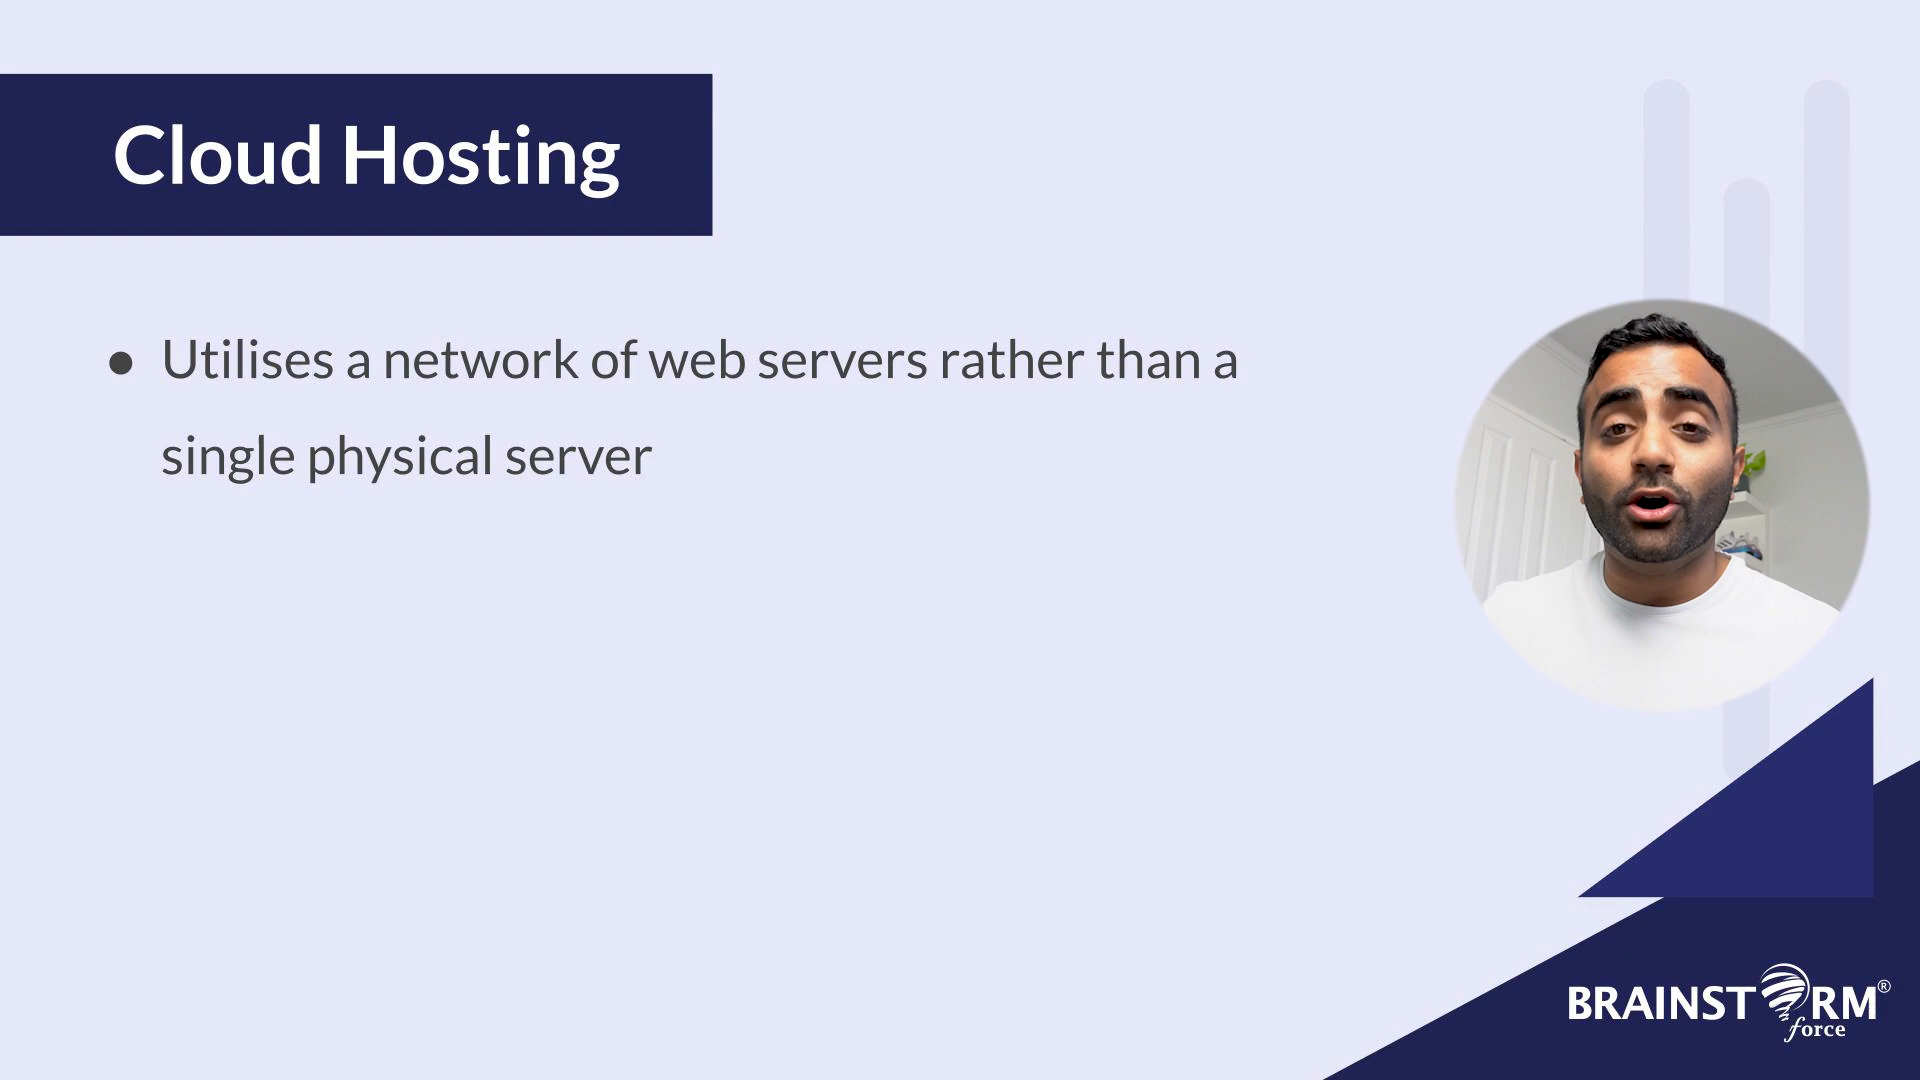 Cloud Hosting
● Utilises a network of web servers rather than a
single physical server
BRAINSTORM®
force